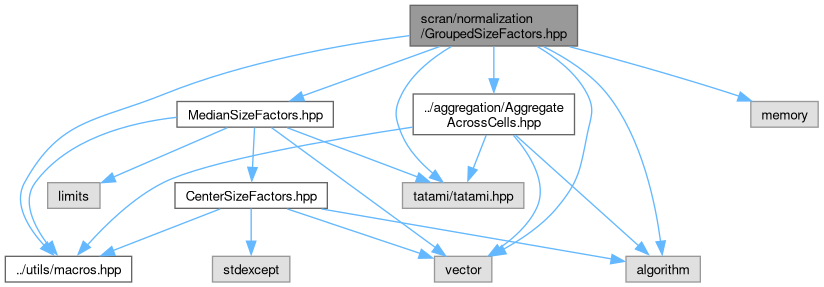 scran/normalization
/GroupedSizeFactors.hpp
MedianSizeFactors.hpp
../aggregation/Aggregate
AcrossCells.hpp
memory
limits
CenterSizeFactors.hpp
tatami/tatami.hpp
../utils/macros.hpp
stdexcept
vector
algorithm